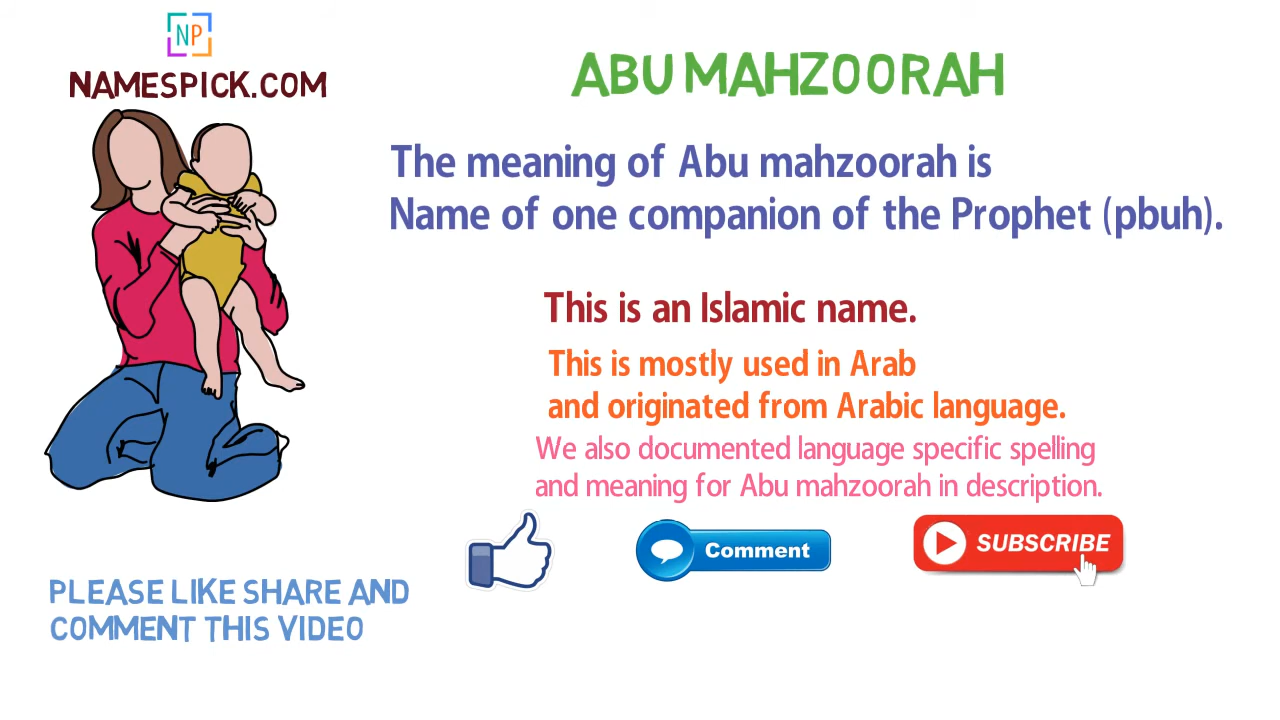 NP
NAMESPICK.COM
ABU MAHZOORAH
The meaning of Abu mahzoorah is
Name of one companion of the Prophet (pbuh).
This is an Islamic name.
This is mostly used in Arab
and originated from Arabic language.
We also documented language specific spelling
and meaning for Abu mahzoorah in description.
Comment
SUBSCRIBE
PLEASE LIKE SHARE AND
COMMENT THIS VIDEO